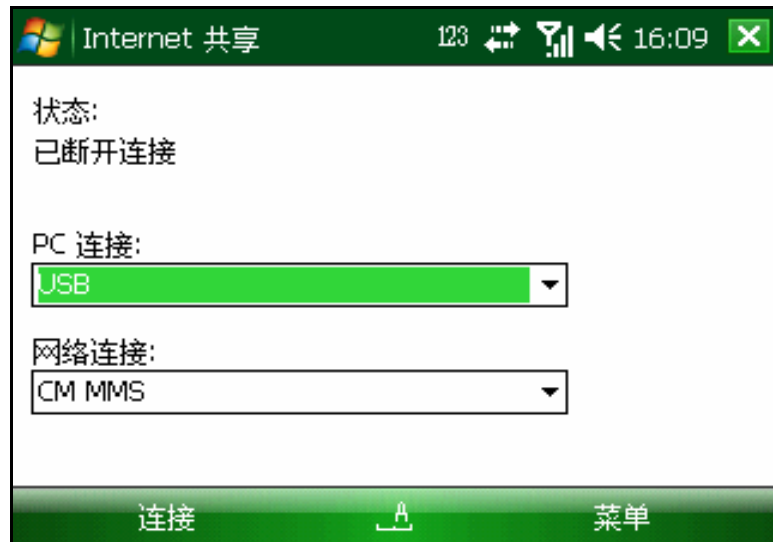 Internet 共享 123 16:09
状态:
已断开连接
PC 连接:
USB
网络连接:
CM MMS
连接 A 菜单